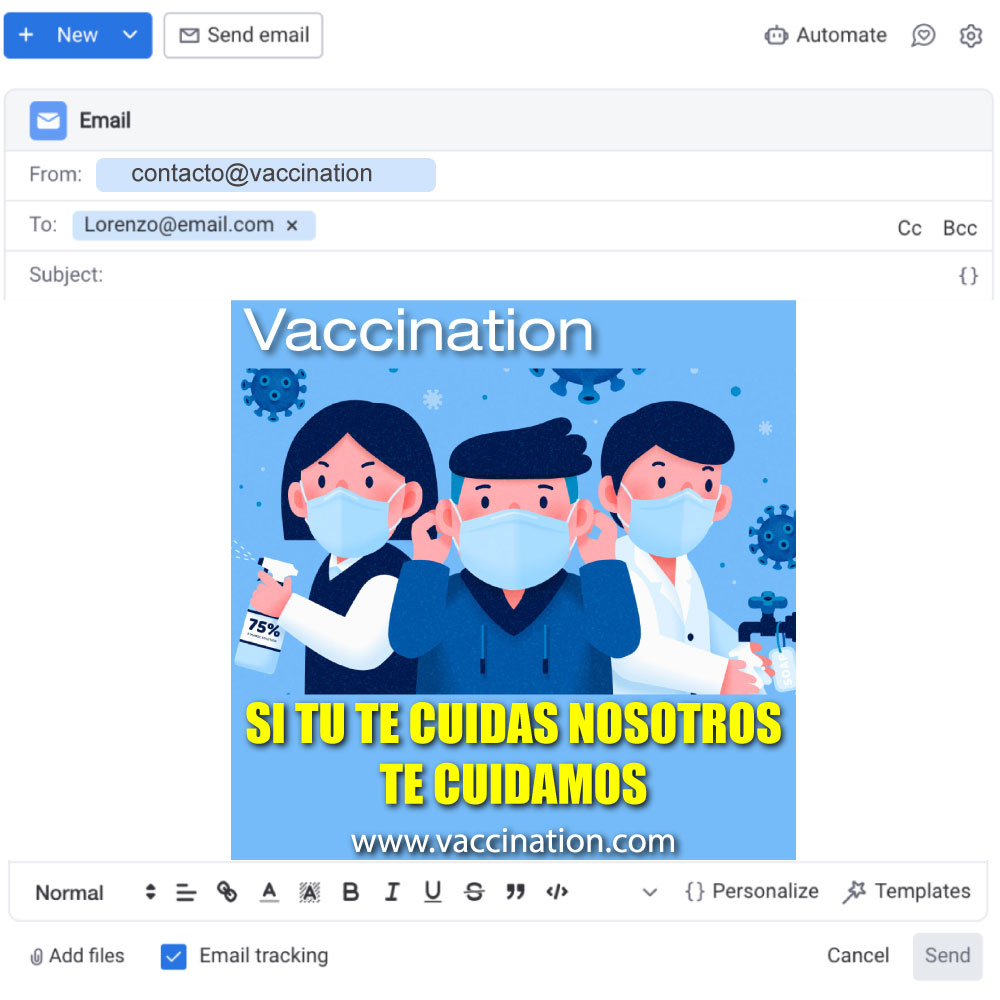 + New
Send email
Automate
Email
From: contacto@vaccination
To: Lorenzo@email.com ×
Cc Bcc
Subject:
{}
Vaccination
75%
SOAP
SI TU TE CUIDAS NOSOTROS
TE CUIDAMOS
www.vaccination.com
Normal
A A B I U S ” </>
{} Personalize
Templates
Add files
Email tracking
Cancel
Send